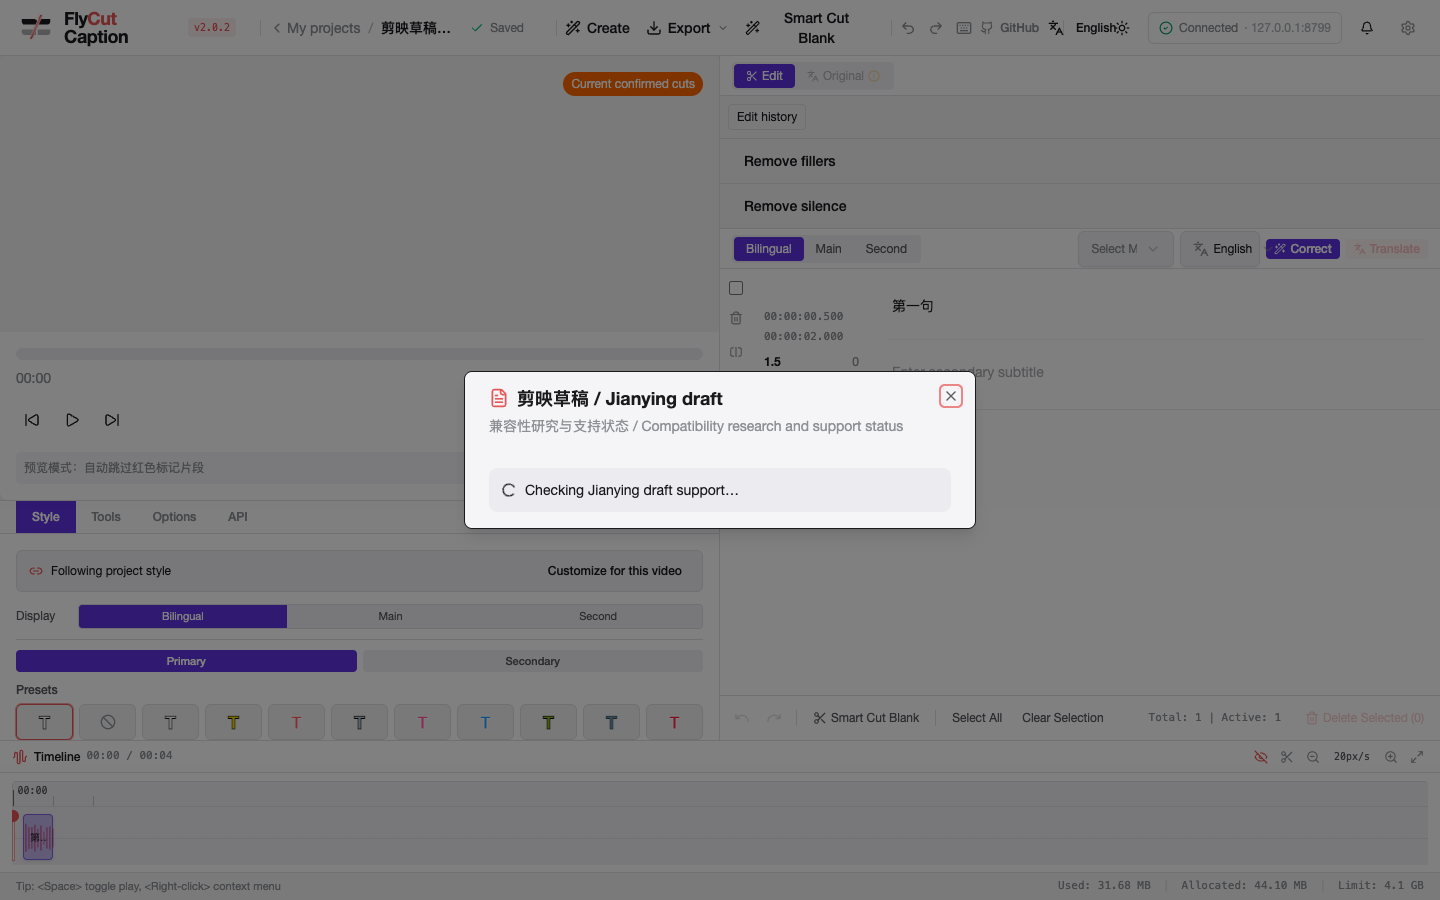 FlyCut
Caption
v2.0.2
My projects / 剪映草稿...
Saved
Create
Export
Smart Cut
Blank
GitHub
English
Connected · 127.0.0.1:8799
Current confirmed cuts
Edit
Original
Edit history
Remove fillers
Remove silence
Bilingual
Main
Second
Select M
English
Correct
Translate
第一句
00:00:00.500
00:00:02.000
1.5
0
Enter secondary subtitle
00:00
预览模式：自动跳过红色标记片段
剪映草稿 / Jianying draft
兼容性研究与支持状态 / Compatibility research and support status
Checking Jianying draft support…
Style
Tools
Options
API
Following project style
Customize for this video
Display
Bilingual
Main
Second
Primary
Secondary
Presets
T T T T T T T T T T
Smart Cut Blank
Select All
Clear Selection
Total: 1 | Active: 1
Delete Selected (0)
Timeline
00:00 / 00:04
20px/s
00:00
第...
Tip: <Space> toggle play, <Right-click> context menu
Used: 31.68 MB
Allocated: 44.10 MB
Limit: 4.1 GB